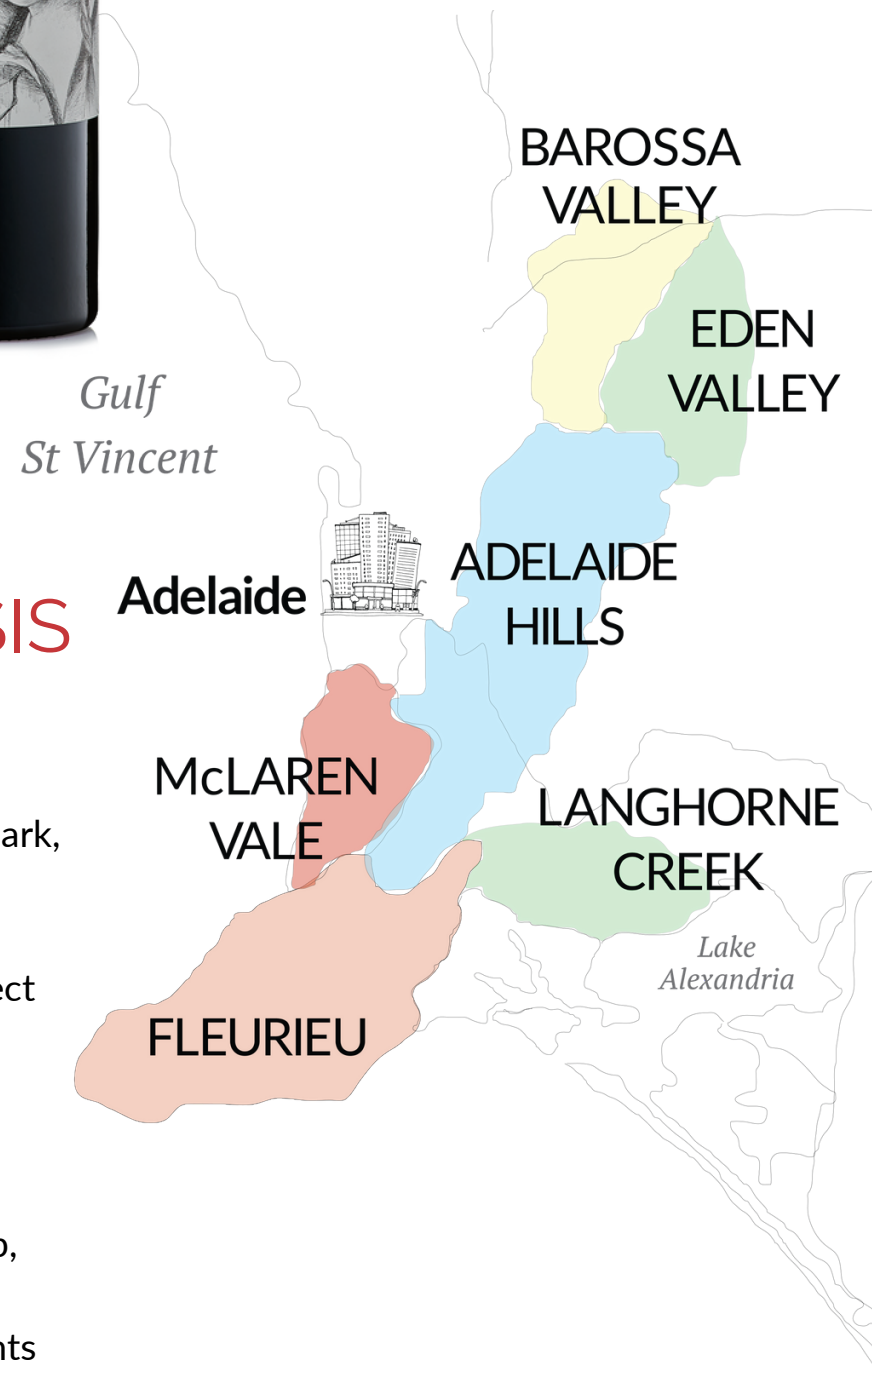 BAROSSA
VALLEY
EDEN
VALLEY
Gulf
St Vincent
Adelaide
ADELAIDE
HILLS
SIS
McLAREN
VALE
LANGHORNE
CREEK
ark,
Lake
Alexandria
ect
FLEURIEU
nts